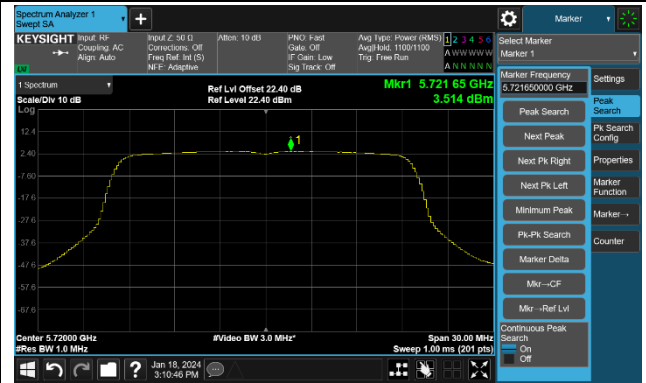 Spectrum Analyzer 1
Swept SA
Marker
KEYSIGHT
Input: RF
Coupling: AC
Align: Auto
Input Z: 50 Ω
Corrections: Off
Freq Ref: Int (S)
NFE: Adaptive
Atten: 10 dB
PNO: Fast
Gate: Off
IF Gain: Low
Sig Track: Off
Avg Type: Power (RMS)
Avg|Hold: 1100/1100
Trig: Free Run
1 2 3 4 5 6
A W W W W W
A N N N N N
Select Marker
Marker 1
1 Spectrum
Scale/Div 10 dB
Log
Ref Lvl Offset 22.40 dB
Ref Level 22.40 dBm
Mkr1 5.721 65 GHz
3.514 dBm
1
12.4
2.40
-7.60
-17.6
-27.6
-37.6
-47.6
-57.6
-67.6
Center 5.72000 GHz
#Res BW 1.0 MHz
#Video BW 3.0 MHz*
Span 30.00 MHz
Sweep 1.00 ms (201 pts)
Marker Frequency
5.721650000 GHz
Peak Search
Next Peak
Next Pk Right
Next Pk Left
Minimum Peak
Pk-Pk Search
Marker Delta
Mkr→CF
Mkr→Ref Lvl
Continuous Peak
Search
On
Off
Settings
Peak
Search
Pk Search
Config
Properties
Marker
Function
Marker→
Counter
Jan 18, 2024
3:10:46 PM